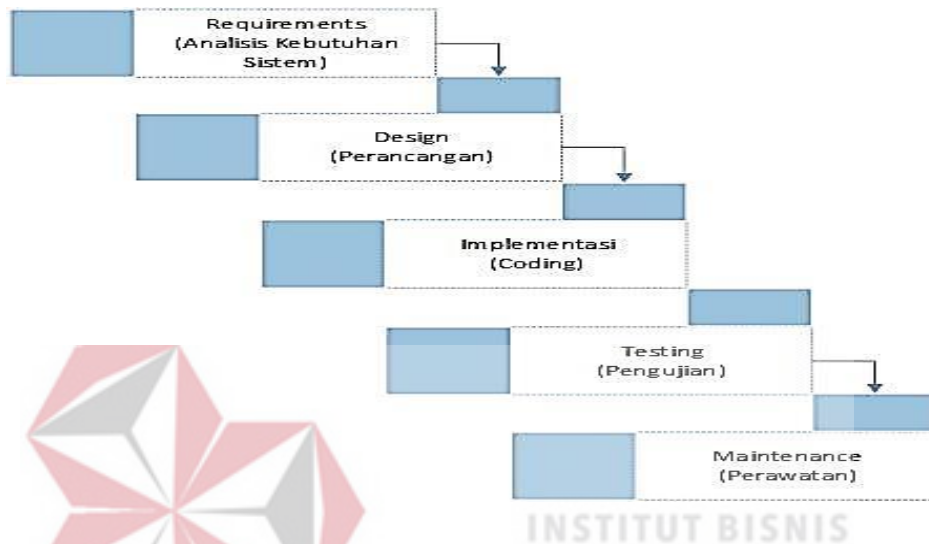 Requirements
(Analisis Kebutuhan
Sistem)
Design
(Perancangan)
Implementasi
(Coding)
Testing
(Pengujian)
Maintenance
(Perawatan)
INSTITUT BISNIS